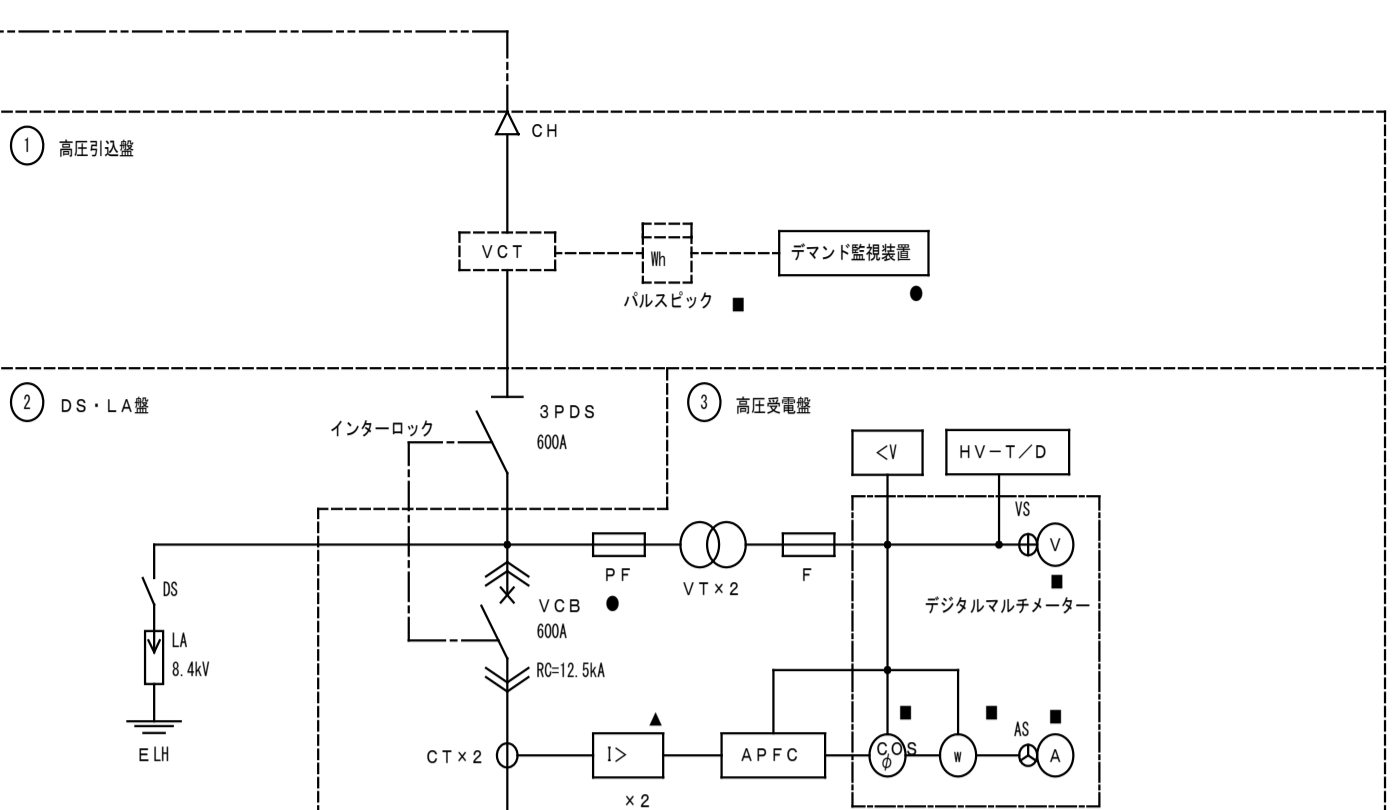 CH
1 高圧引込盤
VCT
Wh
デマンド監視装置
パルスピック
2 DS・LA盤
3 高圧受電盤
インターロック
3PDS
600A
<V
HV-T/D
VS
V
PF
VT×2
F
DS
VCB
600A
デジタルマルチメーター
LA
8.4kV
RC=12.5kA
ELH
CT×2
I>
APFC
COS
φ
W
AS
A
×2